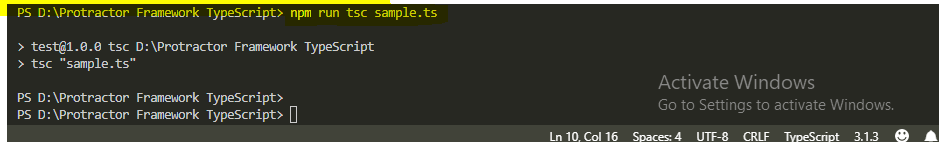 PS D:\Protractor Framework TypeScript> npm run tsc sample.ts
> test@1.0.0 tsc D:\Protractor Framework TypeScript
> tsc "sample.ts"
PS D:\Protractor Framework TypeScript>
PS D:\Protractor Framework TypeScript>
Activate Windows
Go to Settings to activate Windows.
Ln 10, Col 16 Spaces: 4 UTF-8 CRLF TypeScript 3.1.3